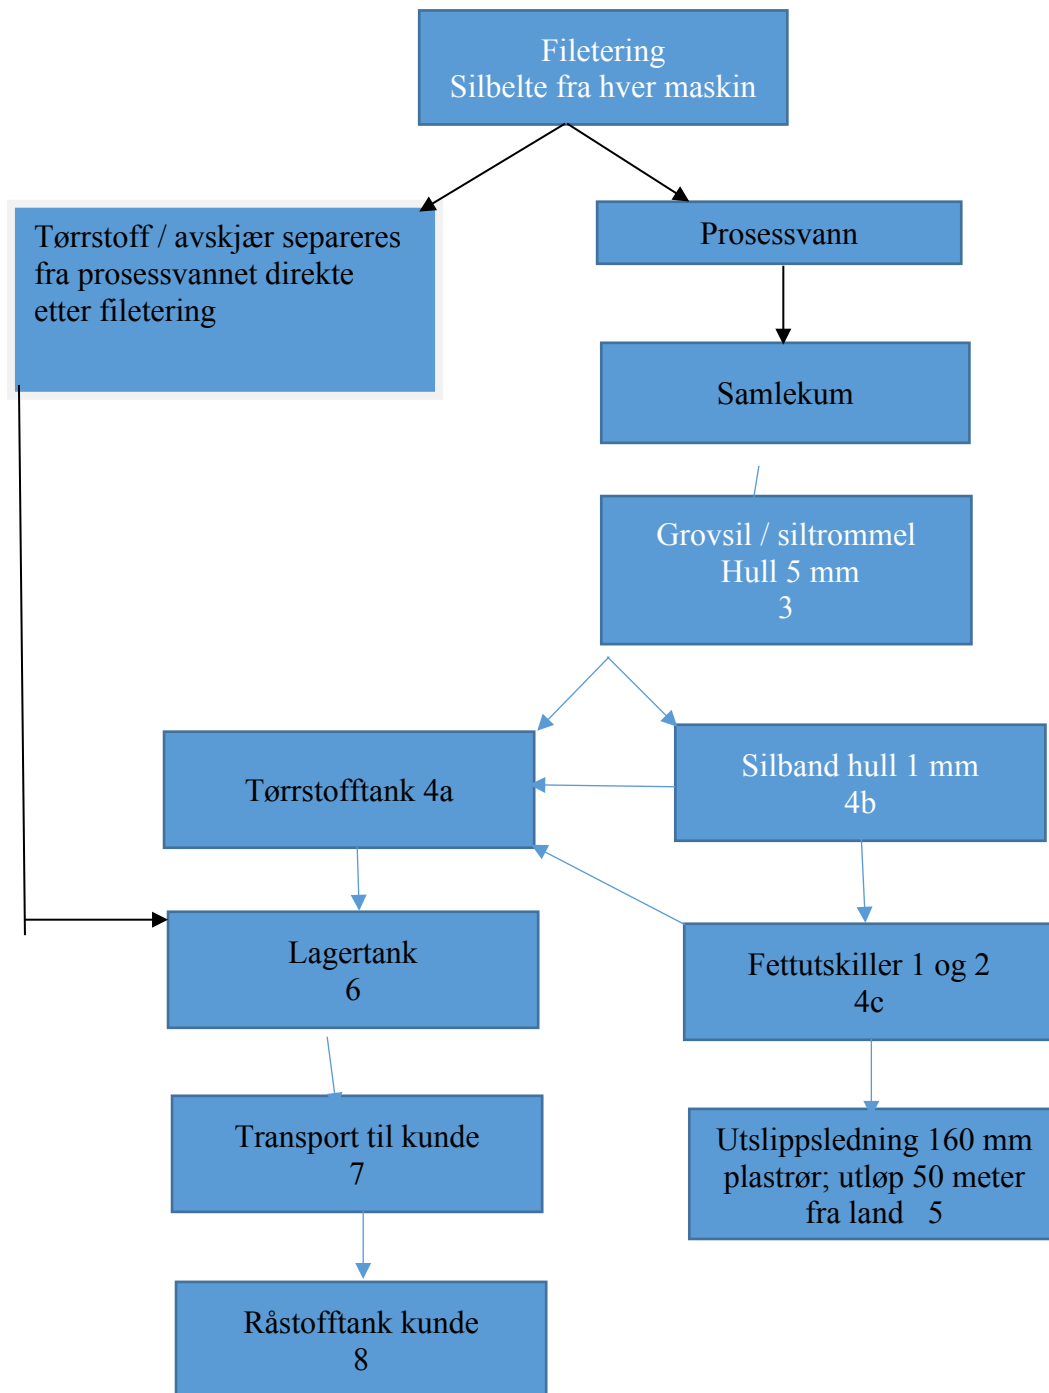 Filetering
Silbelte fra hver maskin
Tørrstoff / avskjær separeres
fra prosessvannet direkte
etter filetering
Prosessvann
Samlekum
Grovsil / siltrommel
Hull 5 mm
3
Tørrstofftank 4a
Silband hull 1 mm
4b
Lagertank
6
Fettutskiller 1 og 2
4c
Transport til kunde
7
Utslippsledning 160 mm
plastrør; utløp 50 meter
fra land 5
Råstofftank kunde
8